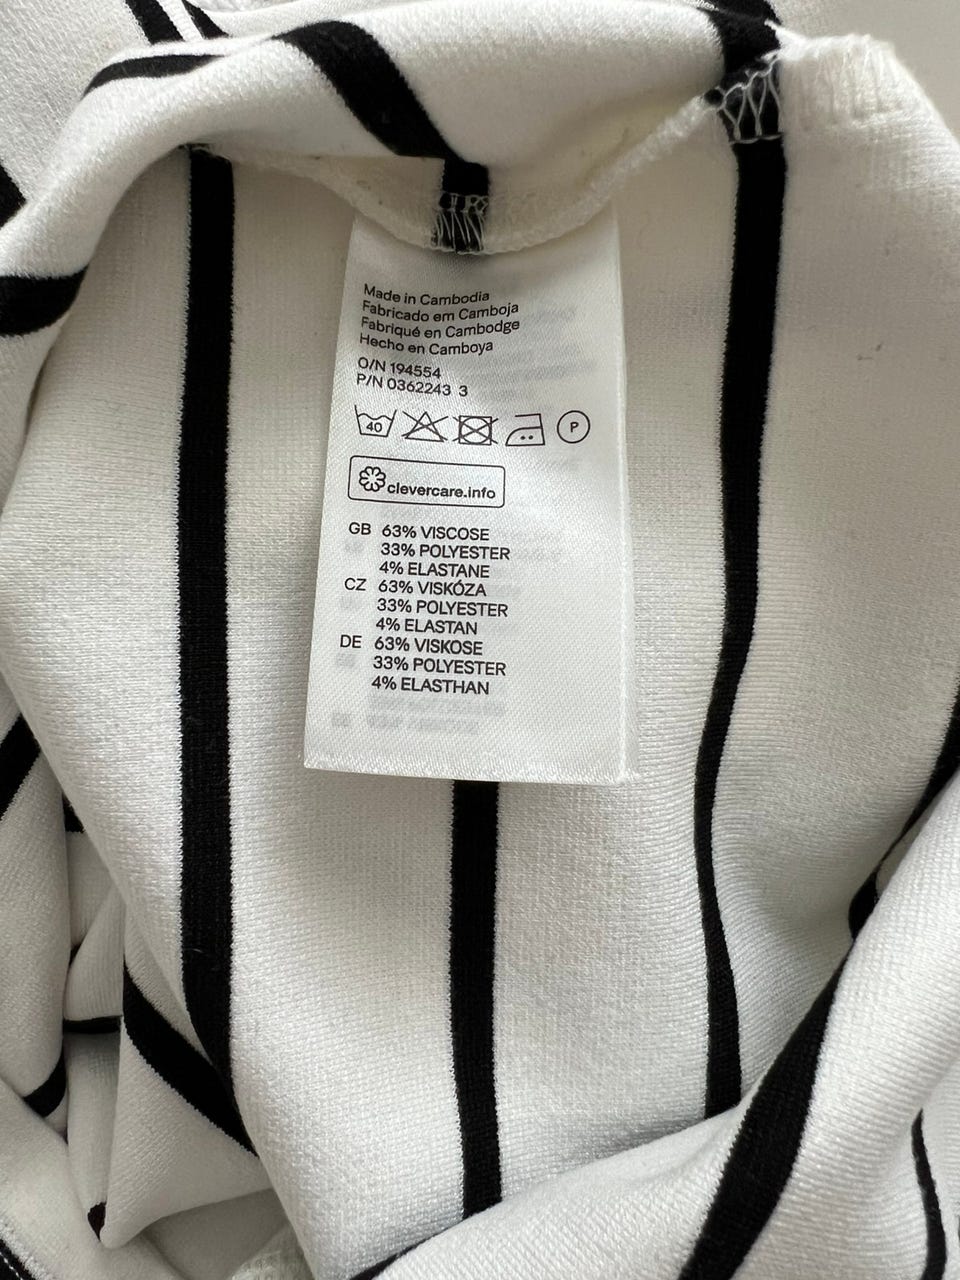 Made in Cambodia
Fabricado em Camboja
Fabriqué en Cambodge
Hecho en Camboya
O/N 194554
P/N 0362243 3
40 P
clevercare.info
GB 63% VISCOSE
33% POLYESTER
4% ELASTANE
CZ 63% VISKÓZA
33% POLYESTER
4% ELASTAN
DE 63% VISKOSE
33% POLYESTER
4% ELASTHAN